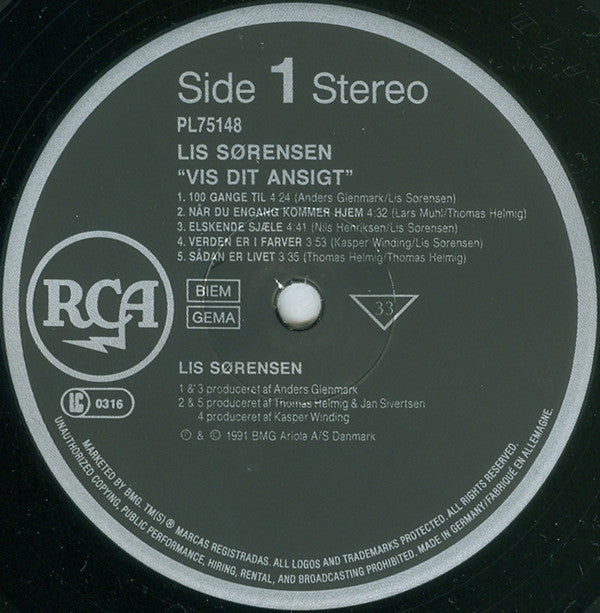 Side 1 Stereo
PL75148
LIS SØRENSEN
"VIS DIT ANSIGT"
1. 100 GANGE TIL 4:24 (Anders Glenmark/Lis Sørensen)
2. NÅR DU ENGANG KOMMER HJEM 4:32 (Lars Muhl/Thomas Helmig)
3. ELSKENDE SJÆLE 4:41 (Nils Henriksen/Lis Sørensen)
4. VERDEN ER I FARVER 3:53 (Kasper Winding/Lis Sørensen)
5. SÅDAN ER LIVET 3:35 (Thomas Helmig/Thomas Helmig)
RCA
BIEM
GEMA
33
LIS SØRENSEN
LC 0316
1 & 3 produceret af Anders Glenmark
2 & 5 produceret af Thomas Helmig & Jan Sivertsen
4 produceret af Kasper Winding
℗ & © 1991 BMG Ariola A/S Danmark
MARKETED BY BMG. TM(S) ® MARCAS REGISTRADAS. ALL LOGOS AND TRADEMARKS PROTECTED. ALL RIGHTS RESERVED.
UNAUTHORIZED COPYING, PUBLIC PERFORMANCE, HIRING, RENTAL, AND BROADCASTING PROHIBITED. MADE IN GERMANY/FABRIQUÉ EN ALLEMAGNE.